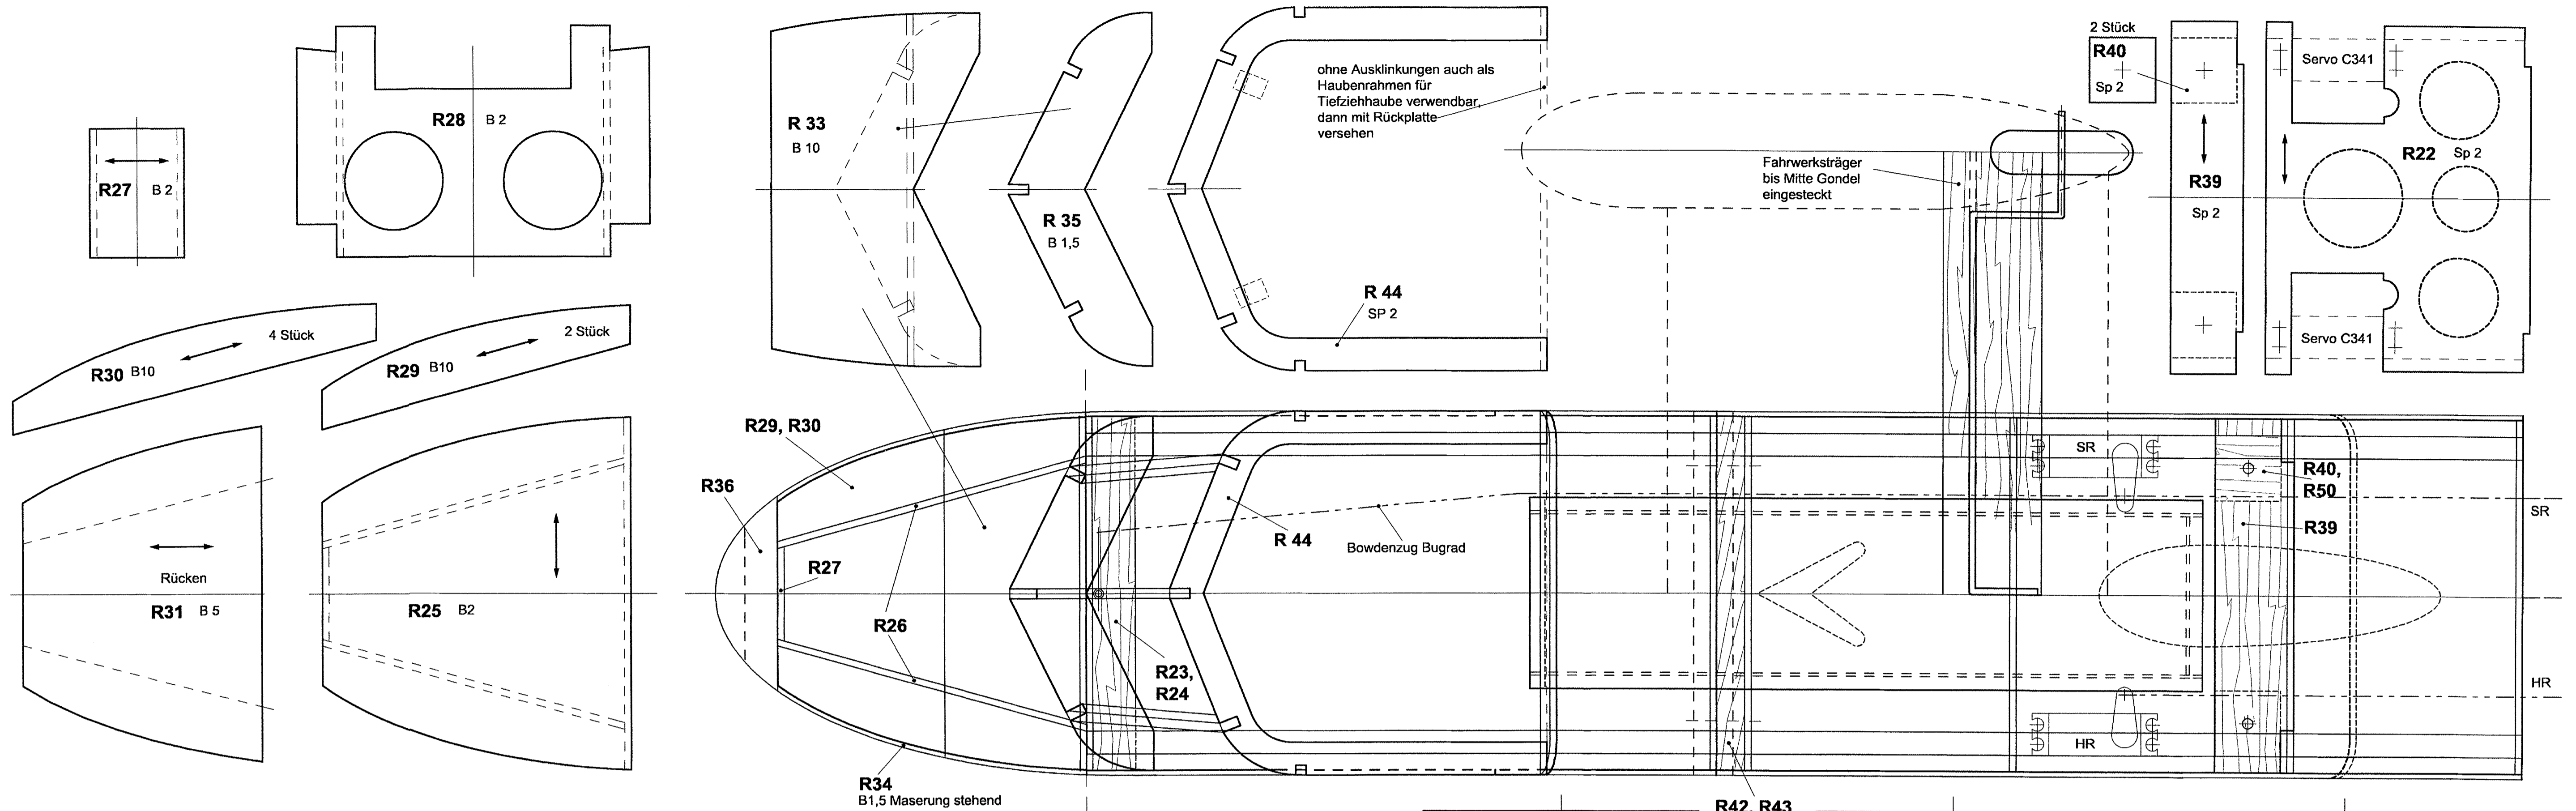 R27 B 2
R28 B 2
R 33
B 10
R 35
B 1,5
ohne Ausklinkungen auch als
Haubenrahmen für
Tiefziehhaube verwendbar,
dann mit Rückplatte
versehen
R 44
SP 2
Fahrwerksträger
bis Mitte Gondel
eingesteckt
2 Stück
R40
Sp 2
R39
Sp 2
Servo C341
R22 Sp 2
Servo C341
R30 B10
4 Stück
R29 B10
2 Stück
Rücken
R31 B 5
R25 B2
R29, R30
R36
R27
R26
R34
B1,5 Maserung stehend
R23,
R24
R 44
Bowdenzug Bugrad
SR
HR
R40,
R50
R39
SR
HR
R42, R43